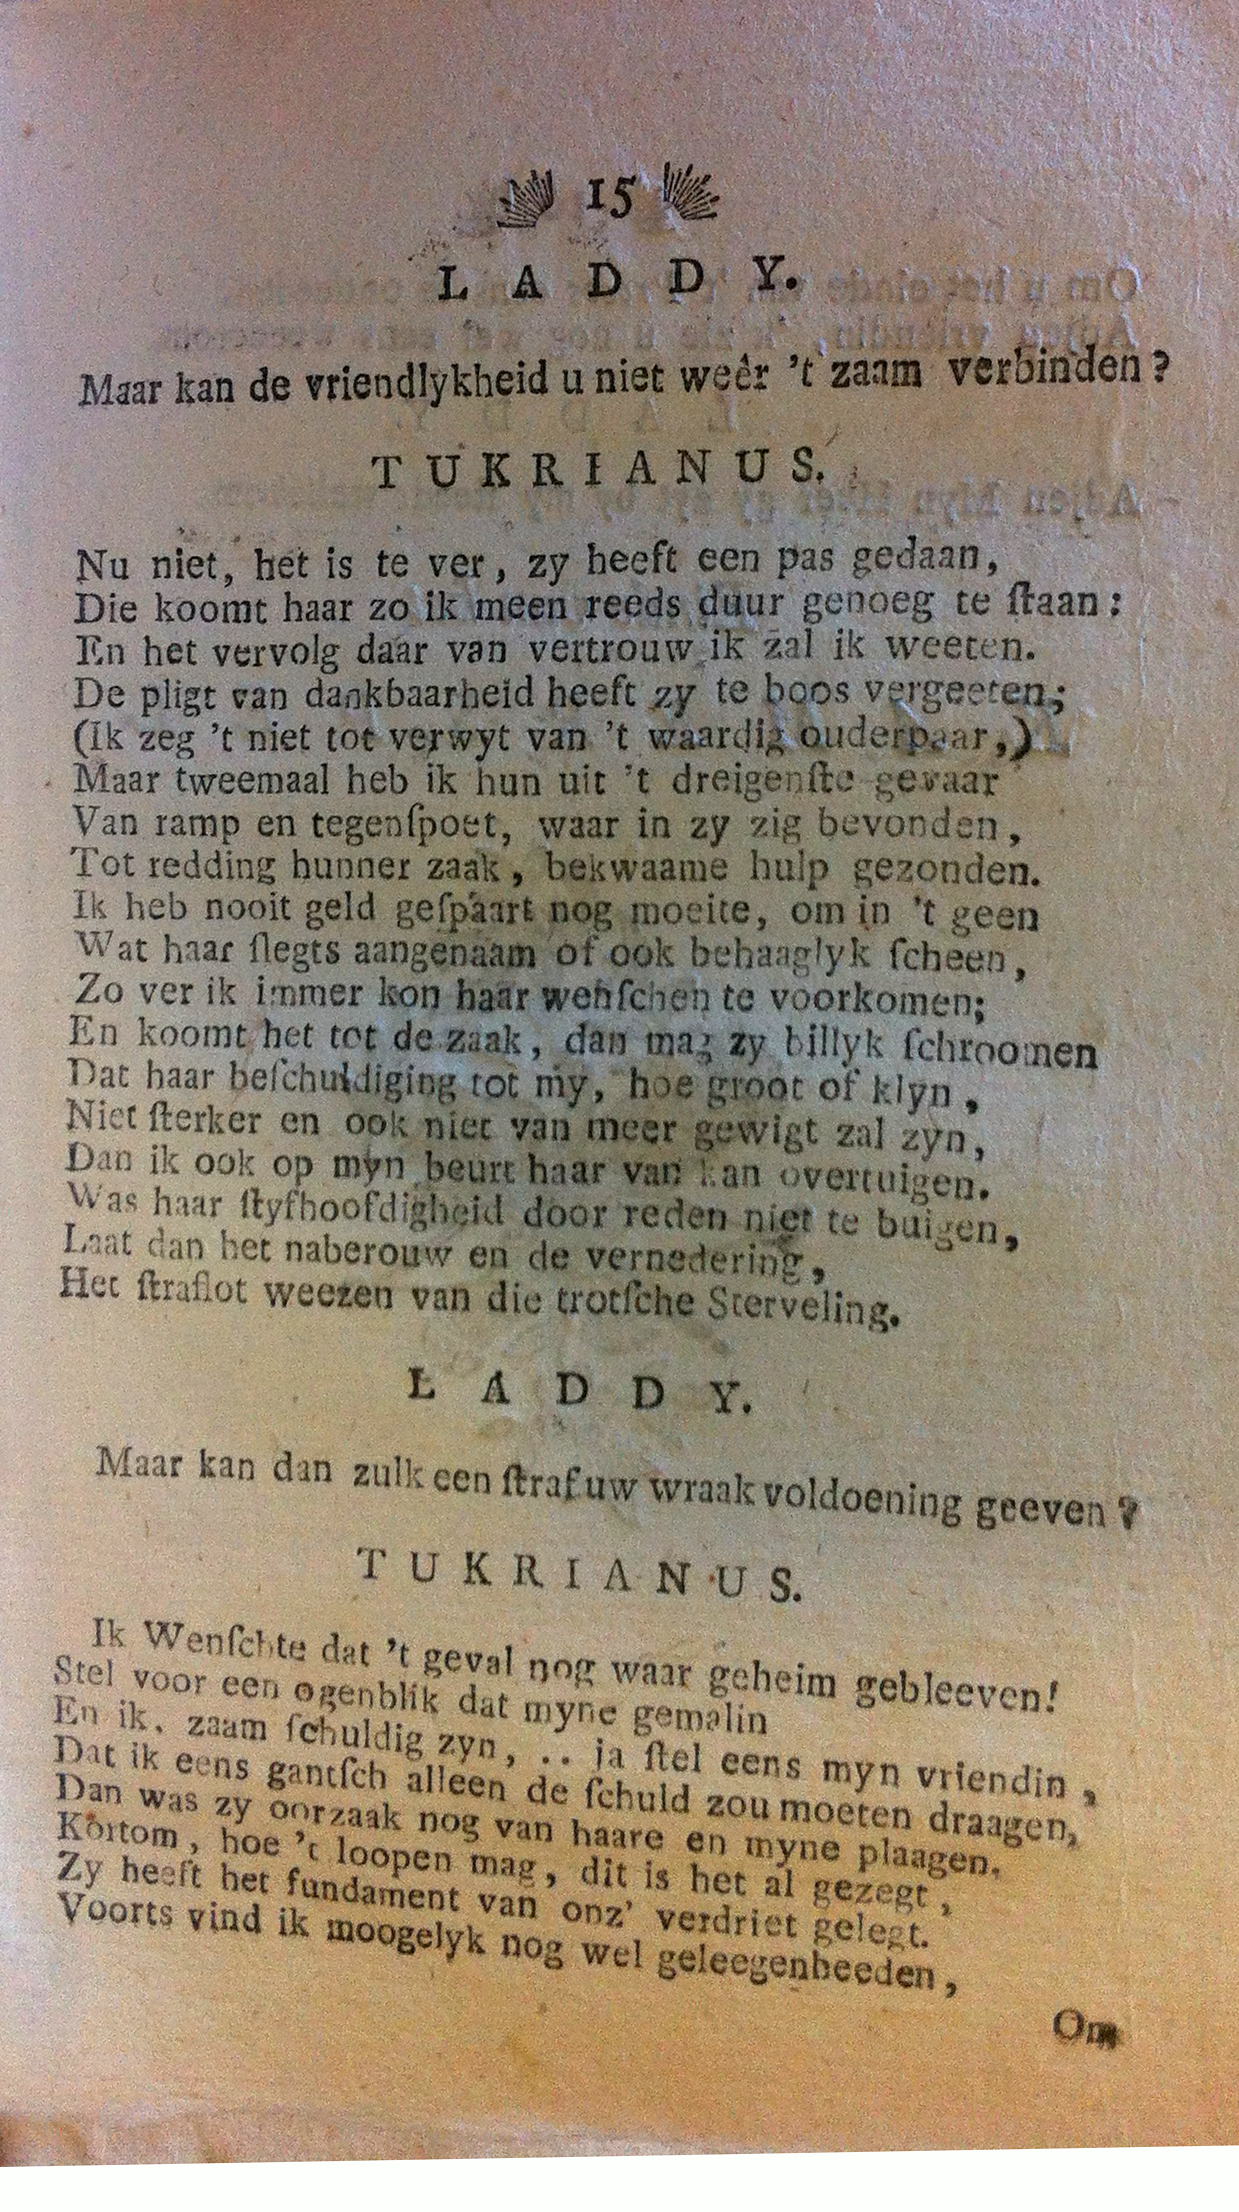 15
LADDY.
Maar kan de vriendlykheid u niet weêr 't zaam verbinden?
TUKRIANUS.
Nu niet, het is te ver, zy heeft een pas gedaan,
Die koomt haar zo ik meen reeds duur genoeg te ſtaan:
En het vervolg daar van vertrouw ik zal ik weeten.
De pligt van dankbaarheid heeft zy te boos vergeeten;
(Ik zeg 't niet tot verwyt van 't waardig ouderpaar,)
Maar tweemaal heb ik hun uit 't dreigenſte gevaar
Van ramp en tegenſpoet, waar in zy zig bevonden,
Tot redding hunner zaak, bekwaame hulp gezonden.
Ik heb nooit geld geſpaart nog moeite, om in 't geen
Wat haar ſlegts aangenaam of ook behaaglyk ſcheen,
Zo ver ik immer kon haar wenſchen te voorkomen;
En koomt het tot de zaak, dan mag zy billyk ſchroomen
Dat haar beſchuldiging tot my, hoe groot of klyn,
Niet ſterker en ook niet van meer gewigt zal zyn,
Dan ik ook op myn beurt haar van kan overtuigen.
Was haar ſtyfhoofdigheid door reden niet te buigen,
Laat dan het naberouw en de vernedering,
Het ſtraflot weezen van die trotſche Sterveling.
LADDY.
Maar kan dan zulk een ſtraf uw wraak voldoening geeven?
TUKRIANUS.
Ik Wenſchte dat 't geval nog waar geheim gebleeven!
Stel voor een ogenblik dat myne gemalin
En ik, zaam ſchuldig zyn, .. ja ſtel eens myn vriendin,
Dat ik eens gantſch alleen de ſchuld zou moeten draagen,
Dan was zy oorzaak nog van haare en myne plaagen.
Kortom, hoe 't loopen mag, dit is het al gezegt,
Zy heeft het fundament van onz' verdriet gelegt.
Voorts vind ik moogelyk nog wel geleegenheeden,
Om